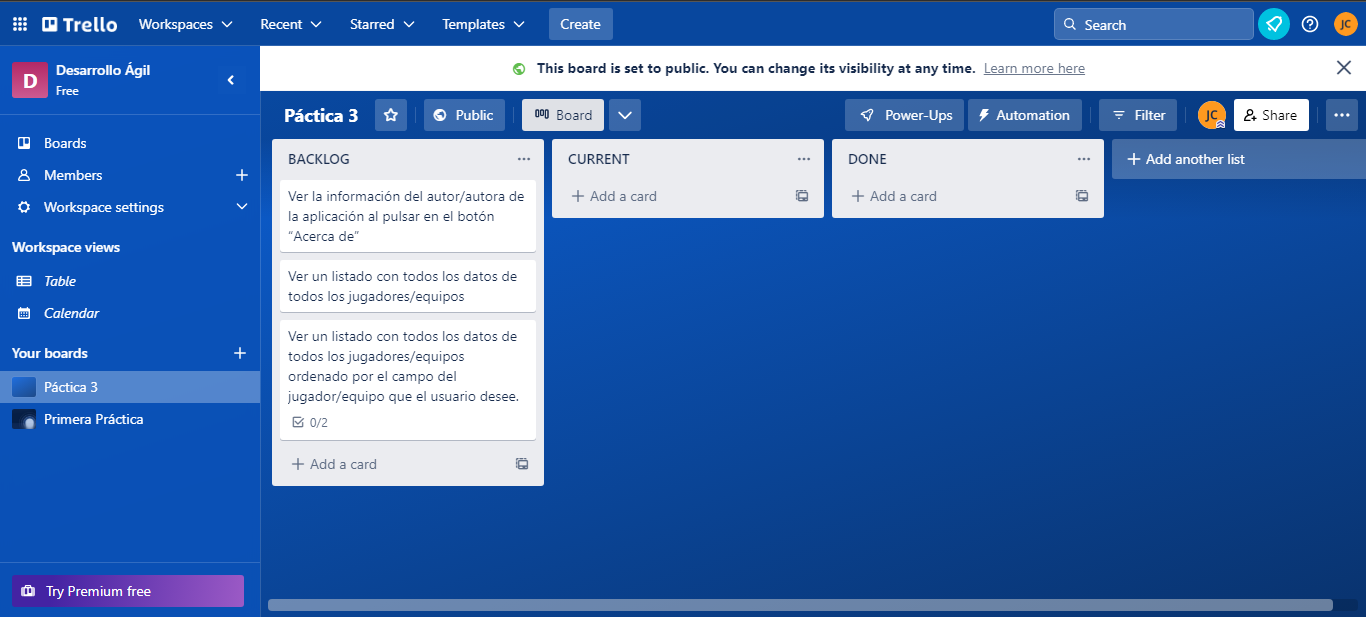 Trello Workspaces Recent Starred Templates Create Search JC
D Desarrollo Ágil
Free
This board is set to public. You can change its visibility at any time. Learn more here
Páctica 3 Public Board Power-Ups Automation Filter JC Share
Boards
Members
Workspace settings
Workspace views
Table
Calendar
Your boards
Páctica 3
Primera Práctica
Try Premium free
BACKLOG
Ver la información del autor/autora de
la aplicación al pulsar en el botón
“Acerca de”
Ver un listado con todos los datos de
todos los jugadores/equipos
Ver un listado con todos los datos de
todos los jugadores/equipos
ordenado por el campo del
jugador/equipo que el usuario desee.
0/2
Add a card
CURRENT
Add a card
DONE
Add a card
Add another list